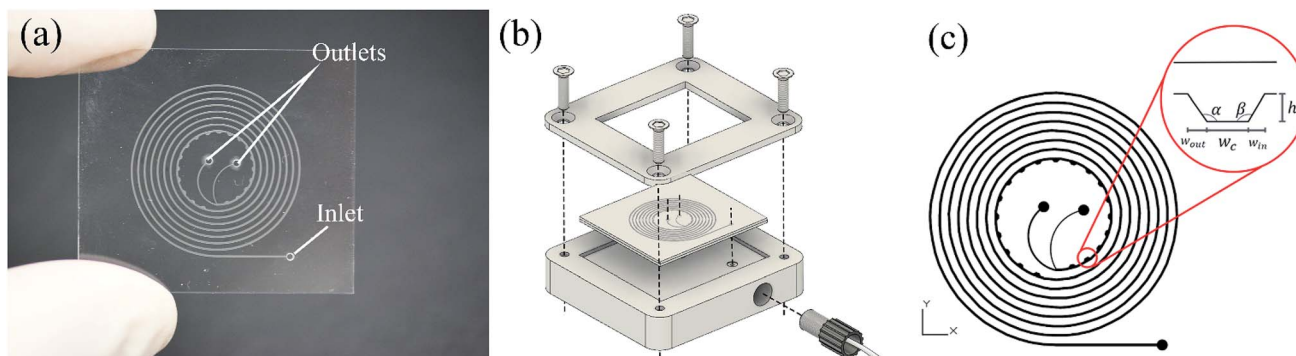 (a)
Outlets
Inlet
(b)
(c)
α β h
w_out w_c w_in
Y
X